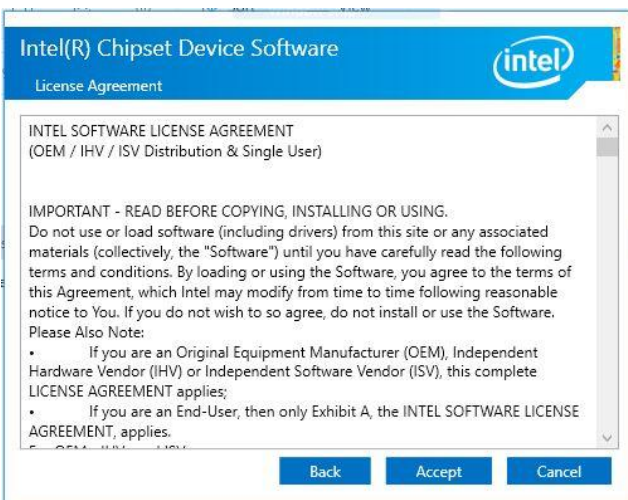 Intel(R) Chipset Device Software
(intel)
License Agreement
INTEL SOFTWARE LICENSE AGREEMENT
(OEM / IHV / ISV Distribution & Single User)
IMPORTANT - READ BEFORE COPYING, INSTALLING OR USING.
Do not use or load software (including drivers) from this site or any associated
materials (collectively, the "Software") until you have carefully read the following
terms and conditions. By loading or using the Software, you agree to the terms of
this Agreement, which Intel may modify from time to time following reasonable
notice to You. If you do not wish to so agree, do not install or use the Software.
Please Also Note:
• If you are an Original Equipment Manufacturer (OEM), Independent
Hardware Vendor (IHV) or Independent Software Vendor (ISV), this complete
LICENSE AGREEMENT applies;
• If you are an End-User, then only Exhibit A, the INTEL SOFTWARE LICENSE
AGREEMENT, applies.
Back Accept Cancel